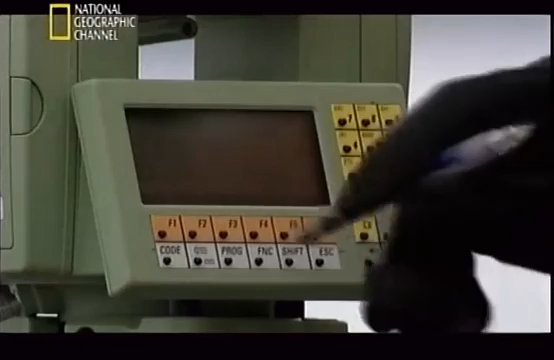 NATIONAL
GEOGRAPHIC
CHANNEL
F1 F2 F3 F4 F5
CODE PROG FNC SHIFT ESC